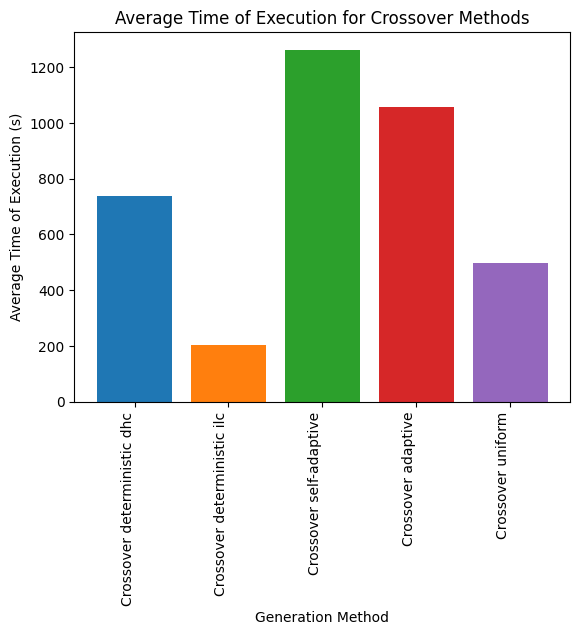 Average Time of Execution for Crossover Methods
Average Time of Execution (s)
1200
1000
800
600
400
200
0
Crossover deterministic dhc
Crossover deterministic ilc
Crossover self-adaptive
Crossover adaptive
Crossover uniform
Generation Method